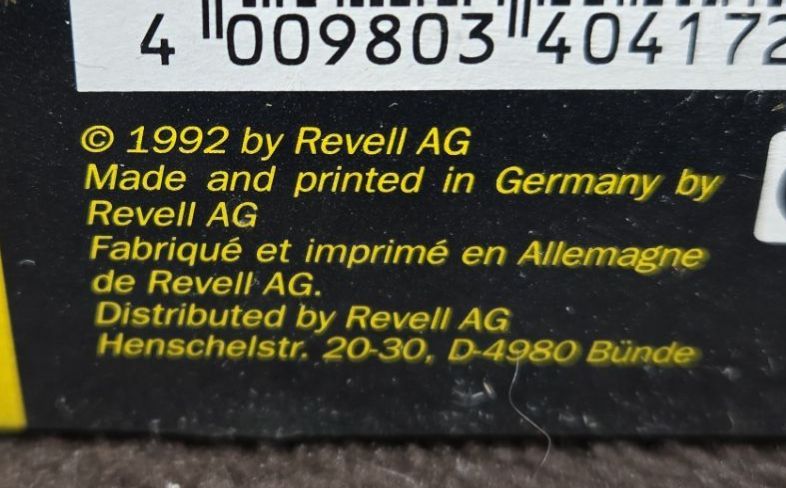 4 009803 404172
© 1992 by Revell AG
Made and printed in Germany by
Revell AG
Fabriqué et imprimé en Allemagne
de Revell AG.
Distributed by Revell AG
Henschelstr. 20-30, D-4980 Bünde